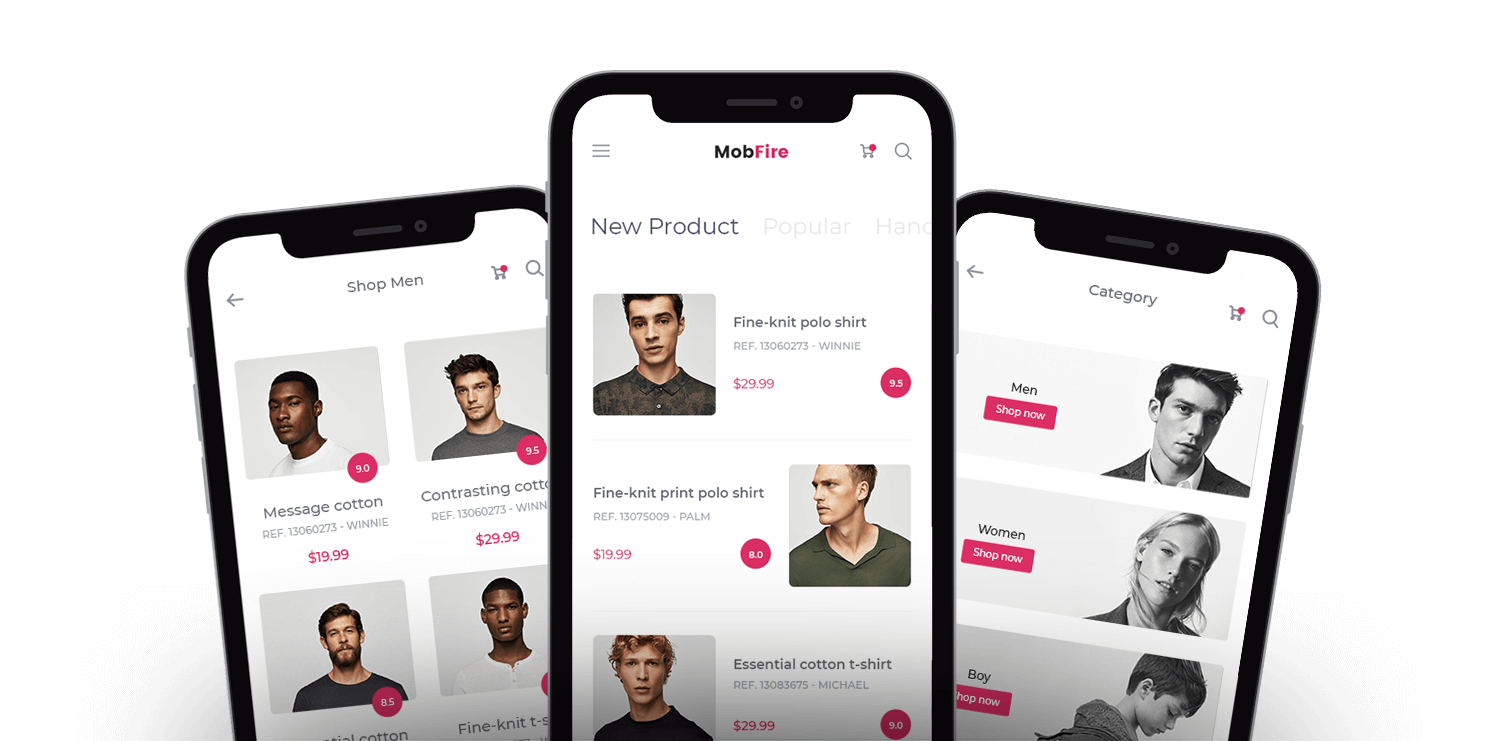 Shop Men
9.0
9.5
Message cotton
REF. 13060273 - WINNIE
$19.99
Contrasting cotto
REF. 13060273 - WINN
$29.99
8.5
ential cotton
Fine-knit t-s
MobFire
New Product Popular Hand
Fine-knit polo shirt
REF. 13060273 - WINNIE
$29.99 9.5
Fine-knit print polo shirt
REF. 13075009 - PALM
$19.99 8.0
Essential cotton t-shirt
REF. 13083675 - MICHAEL
$29.99 9.0
Category
Men
Shop now
Women
Shop now
Boy
hop now